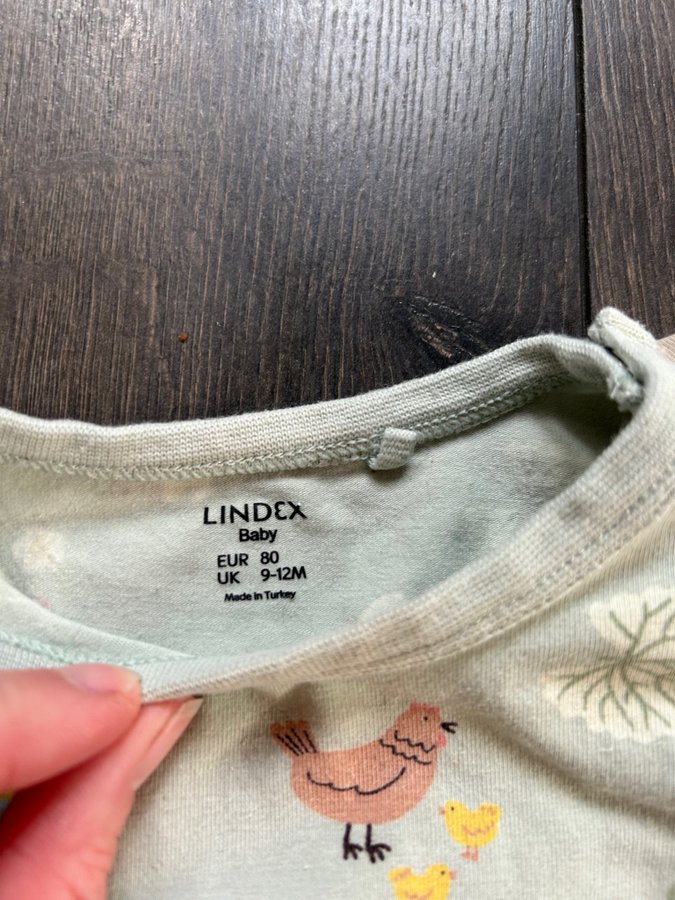 LINDEX
Baby
EUR 80
UK 9-12M
Made in Turkey